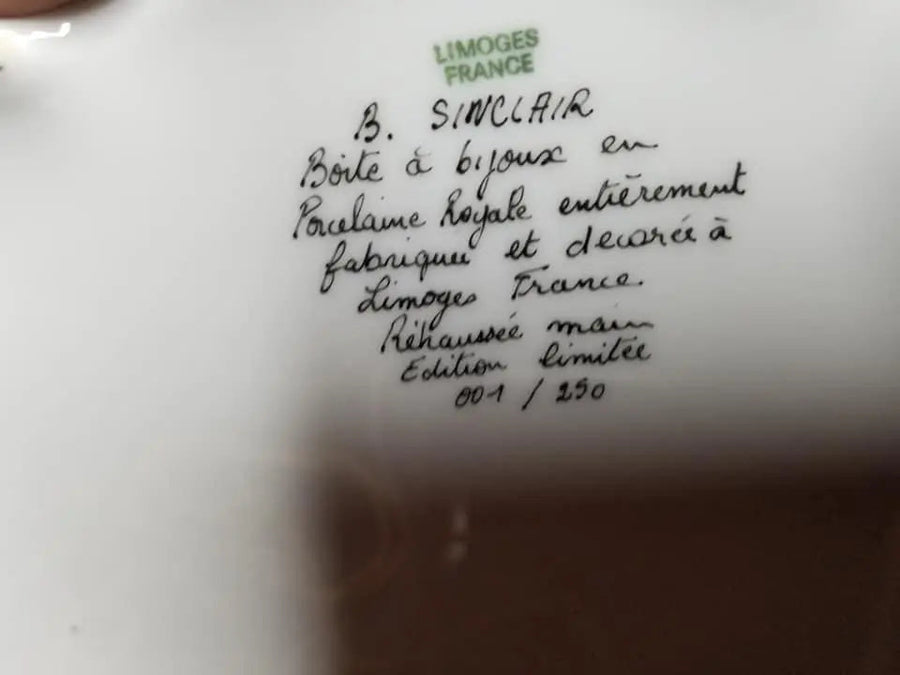 LIMOGES
FRANCE
B. SINCLAIR
Boîte à bijoux en
Porcelaine Royale entièrement
fabriquée et decorée à
Limoges France.
Réhaussée main
Edition limitée
001 / 250